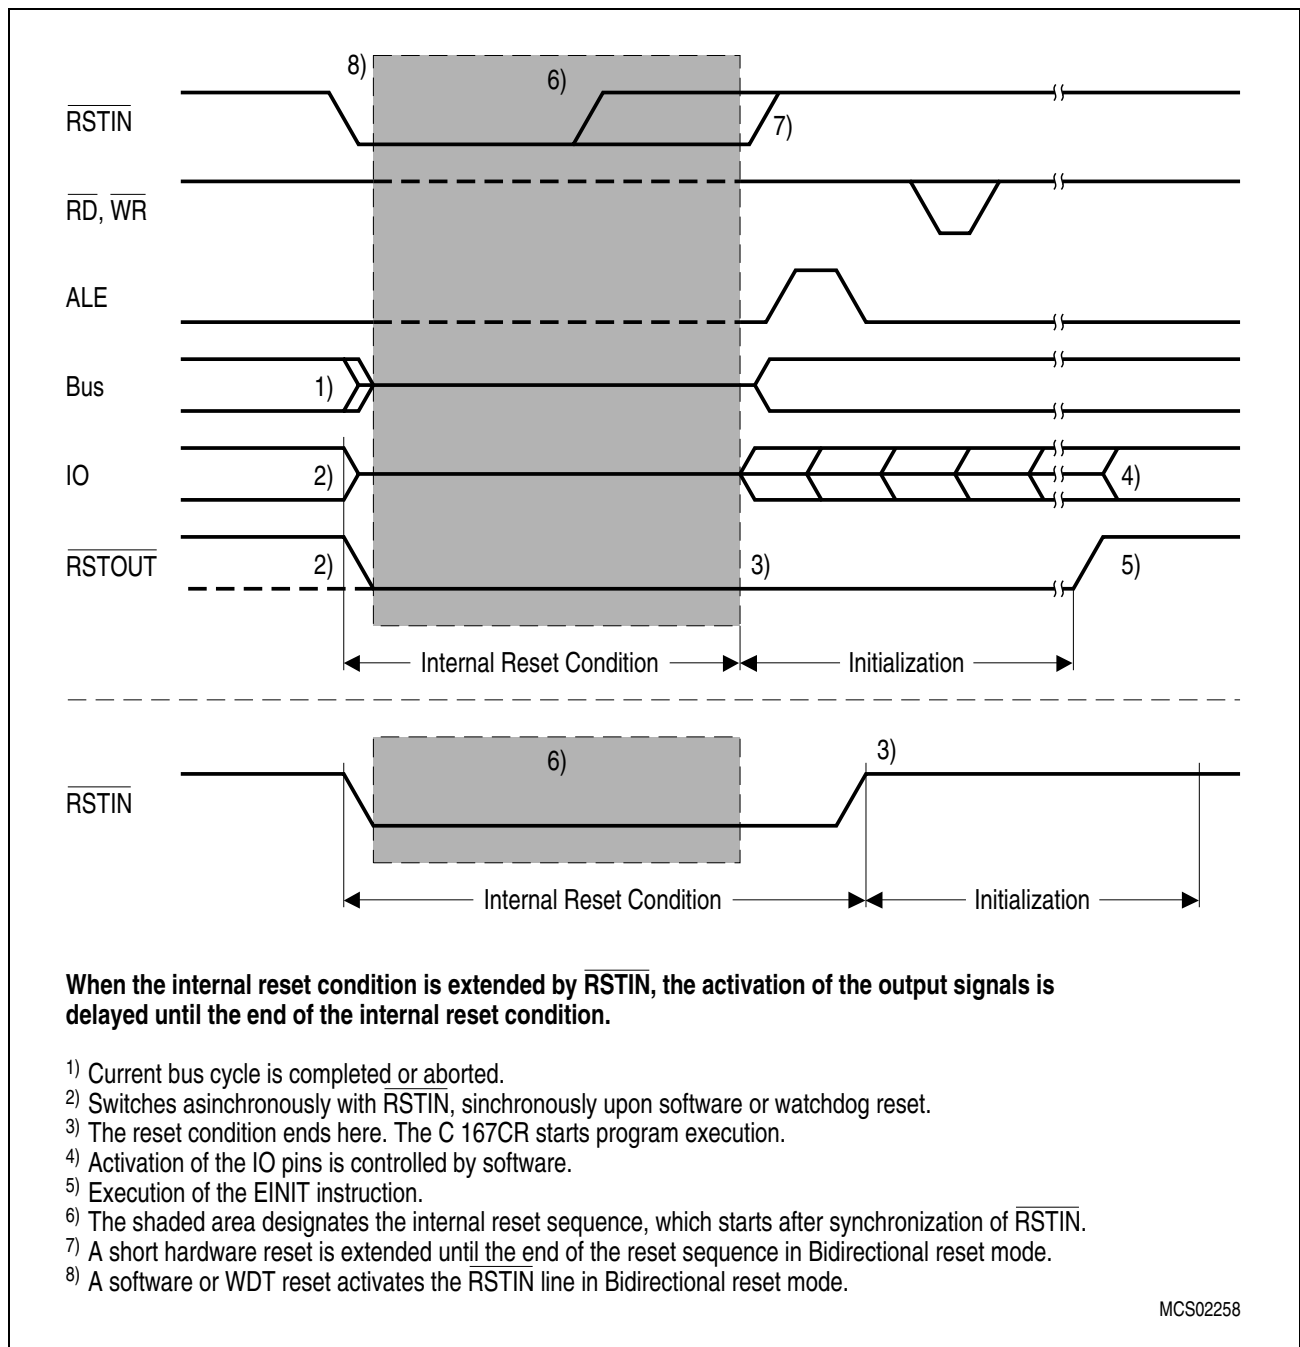 8)
6)
RSTIN
7)
RD, WR
ALE
Bus
1)
IO
2)
4)
RSTOUT
2)
3)
5)
Internal Reset Condition
Initialization
6)
3)
RSTIN
Internal Reset Condition
Initialization
When the internal reset condition is extended by RSTIN, the activation of the output signals is
delayed until the end of the internal reset condition.
1) Current bus cycle is completed or aborted.
2) Switches asinchronously with RSTIN, sinchronously upon software or watchdog reset.
3) The reset condition ends here. The C 167CR starts program execution.
4) Activation of the IO pins is controlled by software.
5) Execution of the EINIT instruction.
6) The shaded area designates the internal reset sequence, which starts after synchronization of RSTIN.
7) A short hardware reset is extended until the end of the reset sequence in Bidirectional reset mode.
8) A software or WDT reset activates the RSTIN line in Bidirectional reset mode.
MCS02258